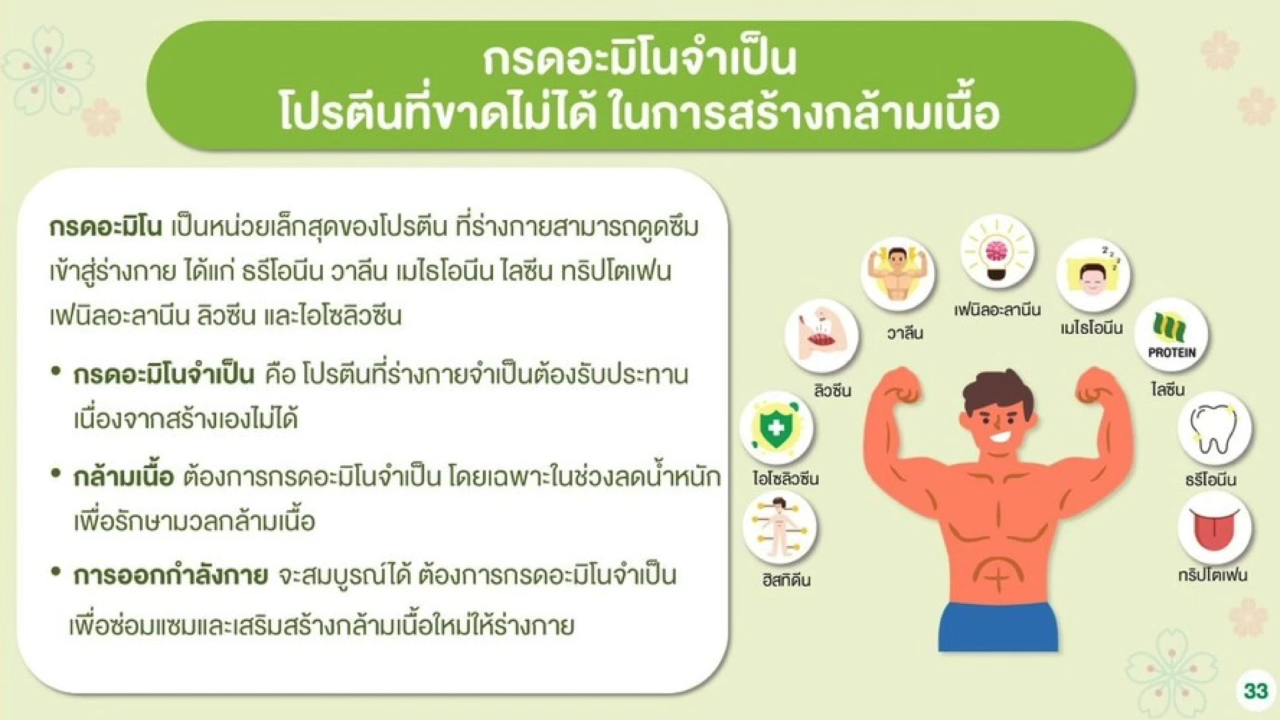 กรดอะมิโนจำเป็น
โปรตีนที่ขาดไม่ได้ ในการสร้างกล้ามเนื้อ
กรดอะมิโน เป็นหน่วยเล็กสุดของโปรตีน ที่ร่างกายสามารถดูดซึม
เข้าสู่ร่างกาย ได้แก่ ธรีโอนีน วาลีน เมไธโอนีน ไลซีน ทริปโตเฟน
เฟนิลอะลานีน ลิวซีน และไอโซลิวซีน
• กรดอะมิโนจำเป็น คือ โปรตีนที่ร่างกายจำเป็นต้องรับประทาน
เนื่องจากสร้างเองไม่ได้
• กล้ามเนื้อ ต้องการกรดอะมิโนจำเป็น โดยเฉพาะในช่วงลดน้ำหนัก
เพื่อรักษามวลกล้ามเนื้อ
• การออกกำลังกาย จะสมบูรณ์ได้ ต้องการกรดอะมิโนจำเป็น
เพื่อซ่อมแซมและเสริมสร้างกล้ามเนื้อใหม่ให้ร่างกาย
เฟนิลอะลานีน
วาลีน
zzzz
เมไธโอนีน
ลิวซีน
PROTEIN
ไลซีน
ไอโซลิวซีน
ธรีโอนีน
ฮิสทิดีน
ทริปโตเฟน
33